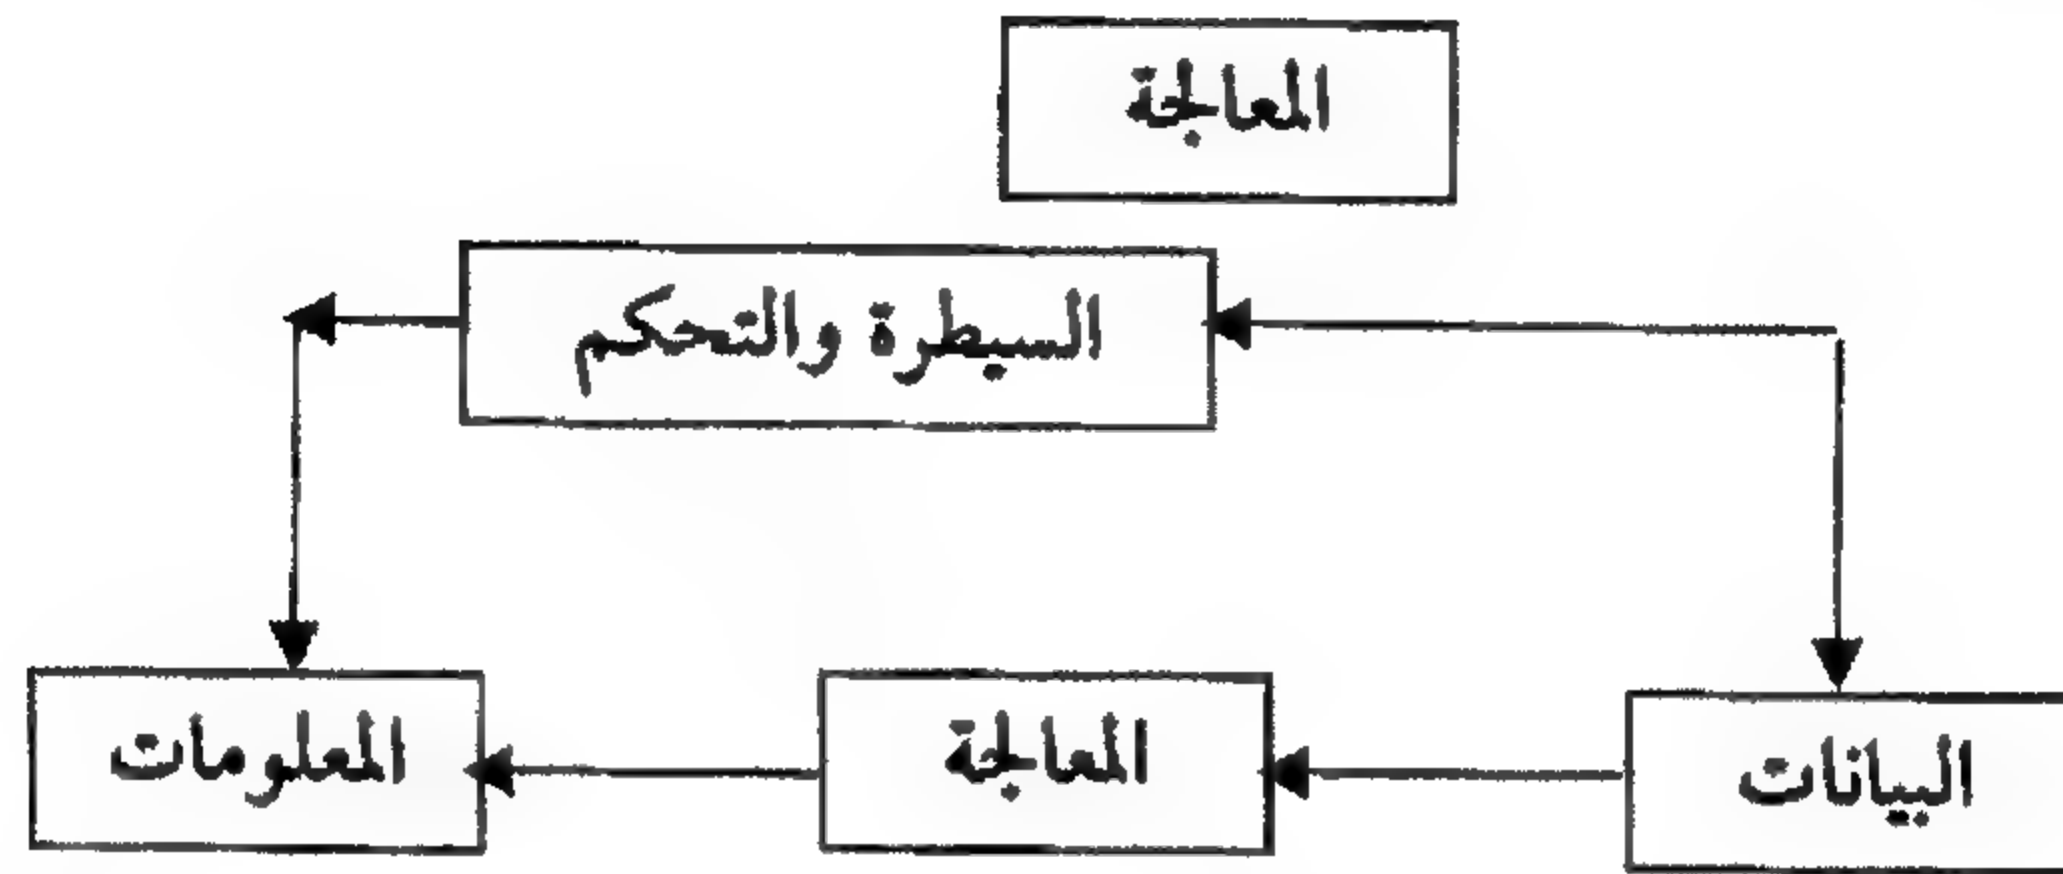 المعالجة
السيطرة والتحكم
البيانات
المعالجة
المعلومات